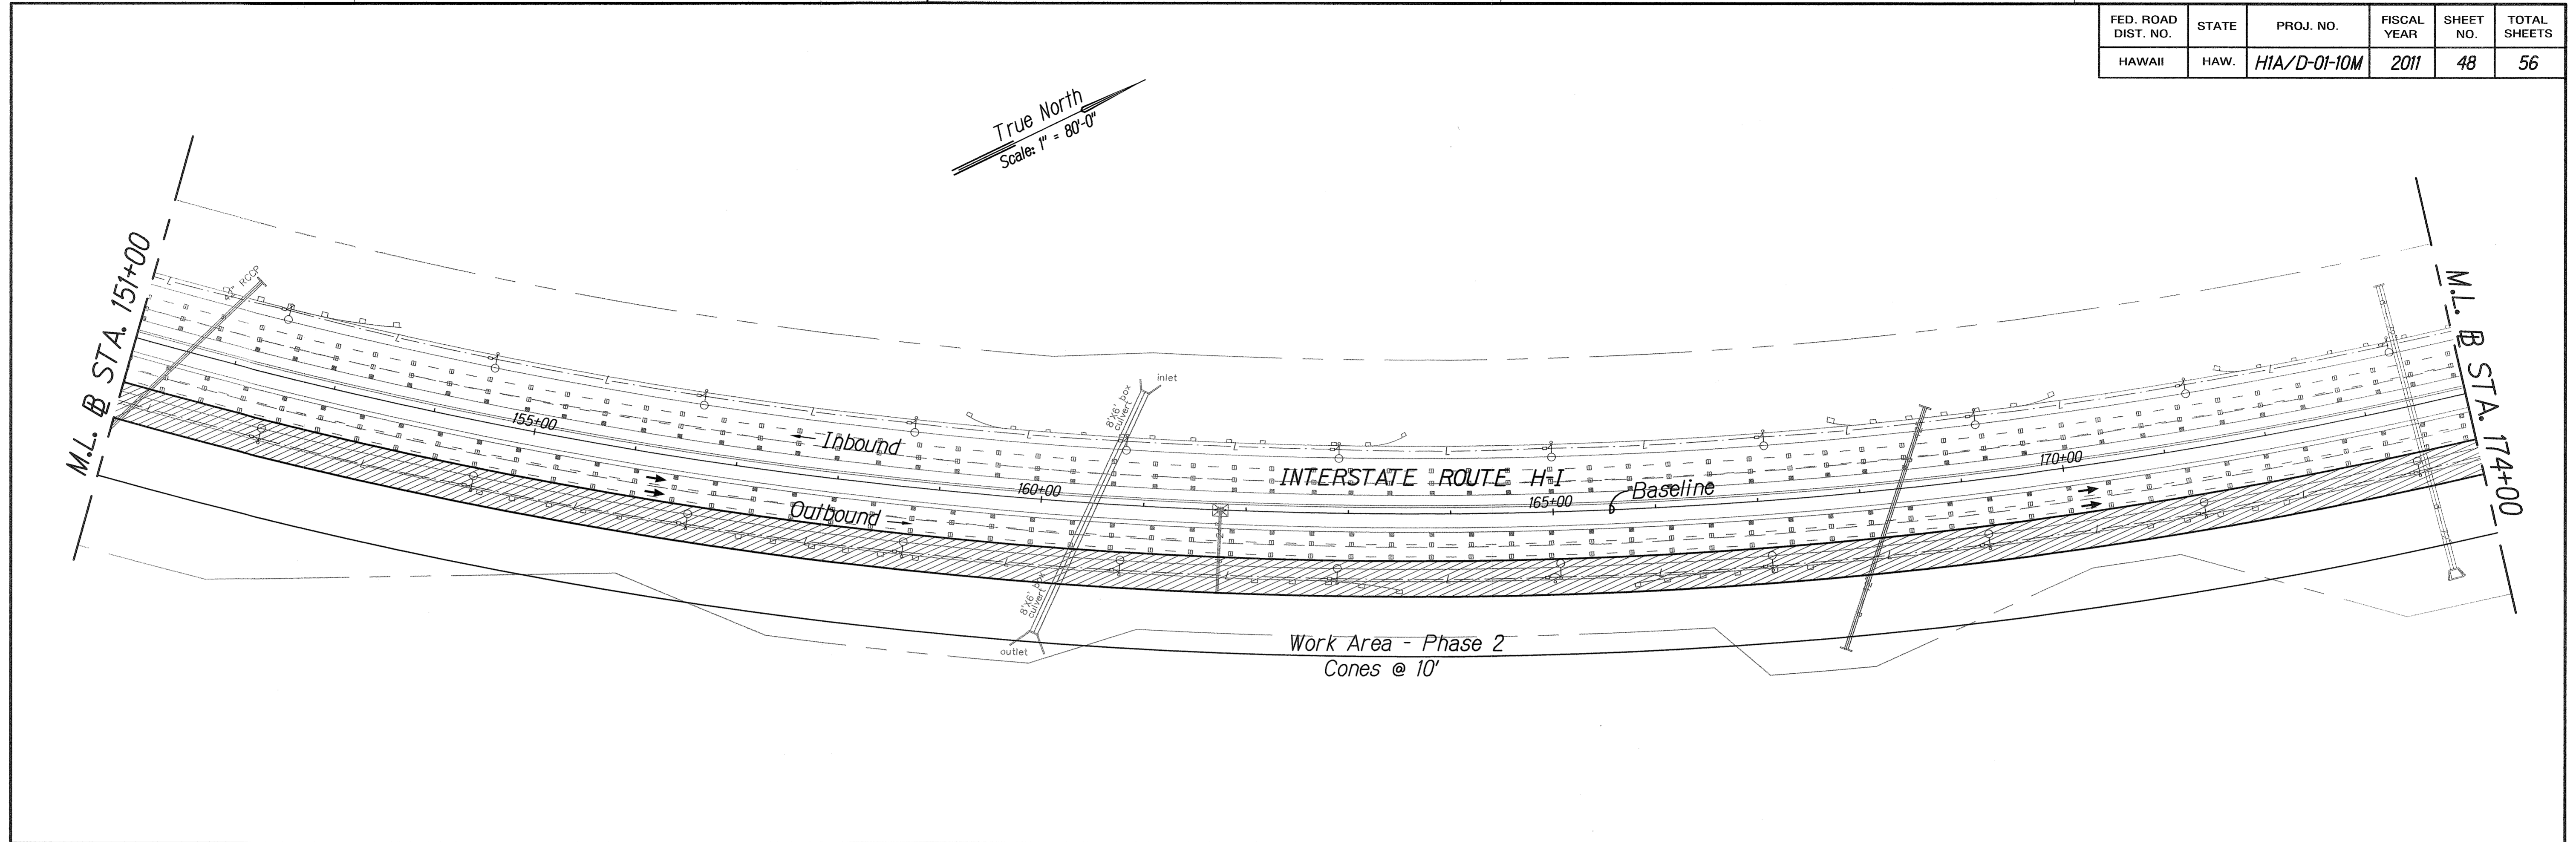 FED. ROAD DIST. NO.
STATE
PROJ. NO.
FISCAL YEAR
SHEET NO.
TOTAL SHEETS
HAWAII
HAW.
H1A/D-01-10M
2011
48
56
True North
Scale: 1" = 80'-0"
M.L. B STA. 151+00
42" RCCP
155+00
Inbound
Outbound
160+00
8'X6' box culvert
inlet
INTERSTATE ROUTE H-1
165+00
Baseline
170+00
M.L. B STA. 174+00
8'X6' box culvert
outlet
Work Area - Phase 2
Cones @ 10'